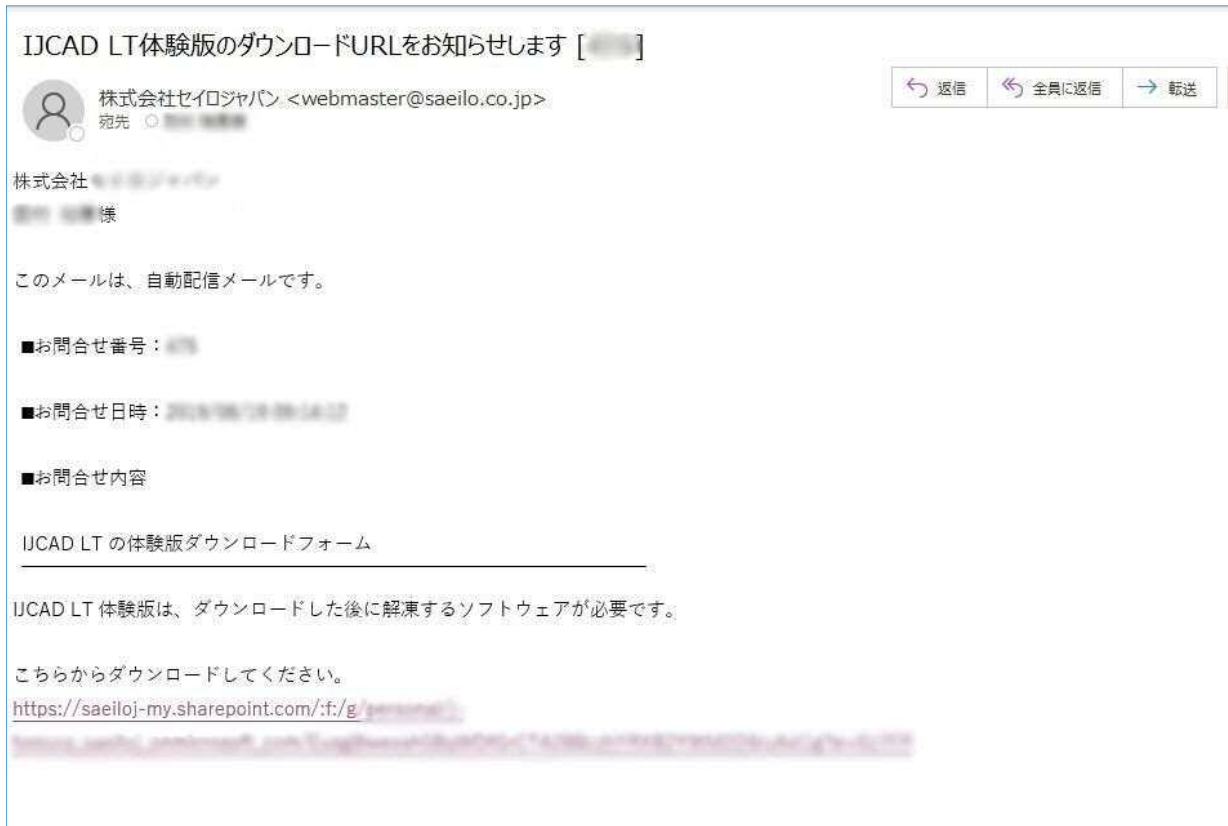 IJCAD LT体験版のダウンロードURLをお知らせします [ ]
株式会社セイロジャパン <webmaster@saeilo.co.jp>
宛先
返信
全員に返信
転送
株式会社
様
このメールは、自動配信メールです。
■お問合せ番号：
■お問合せ日時：
■お問合せ内容
IJCAD LT の体験版ダウンロードフォーム
IJCAD LT 体験版は、ダウンロードした後に解凍するソフトウェアが必要です。
こちらからダウンロードしてください。
https://saeiloj-my.sharepoint.com/:f:/g